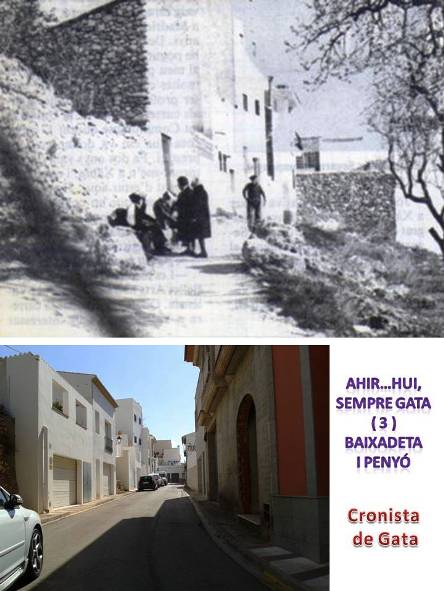 AHIR...HUI,
SEMPRE GATA
( 3 )
BAIXADETA
I PENYÓ
Cronista
de Gata